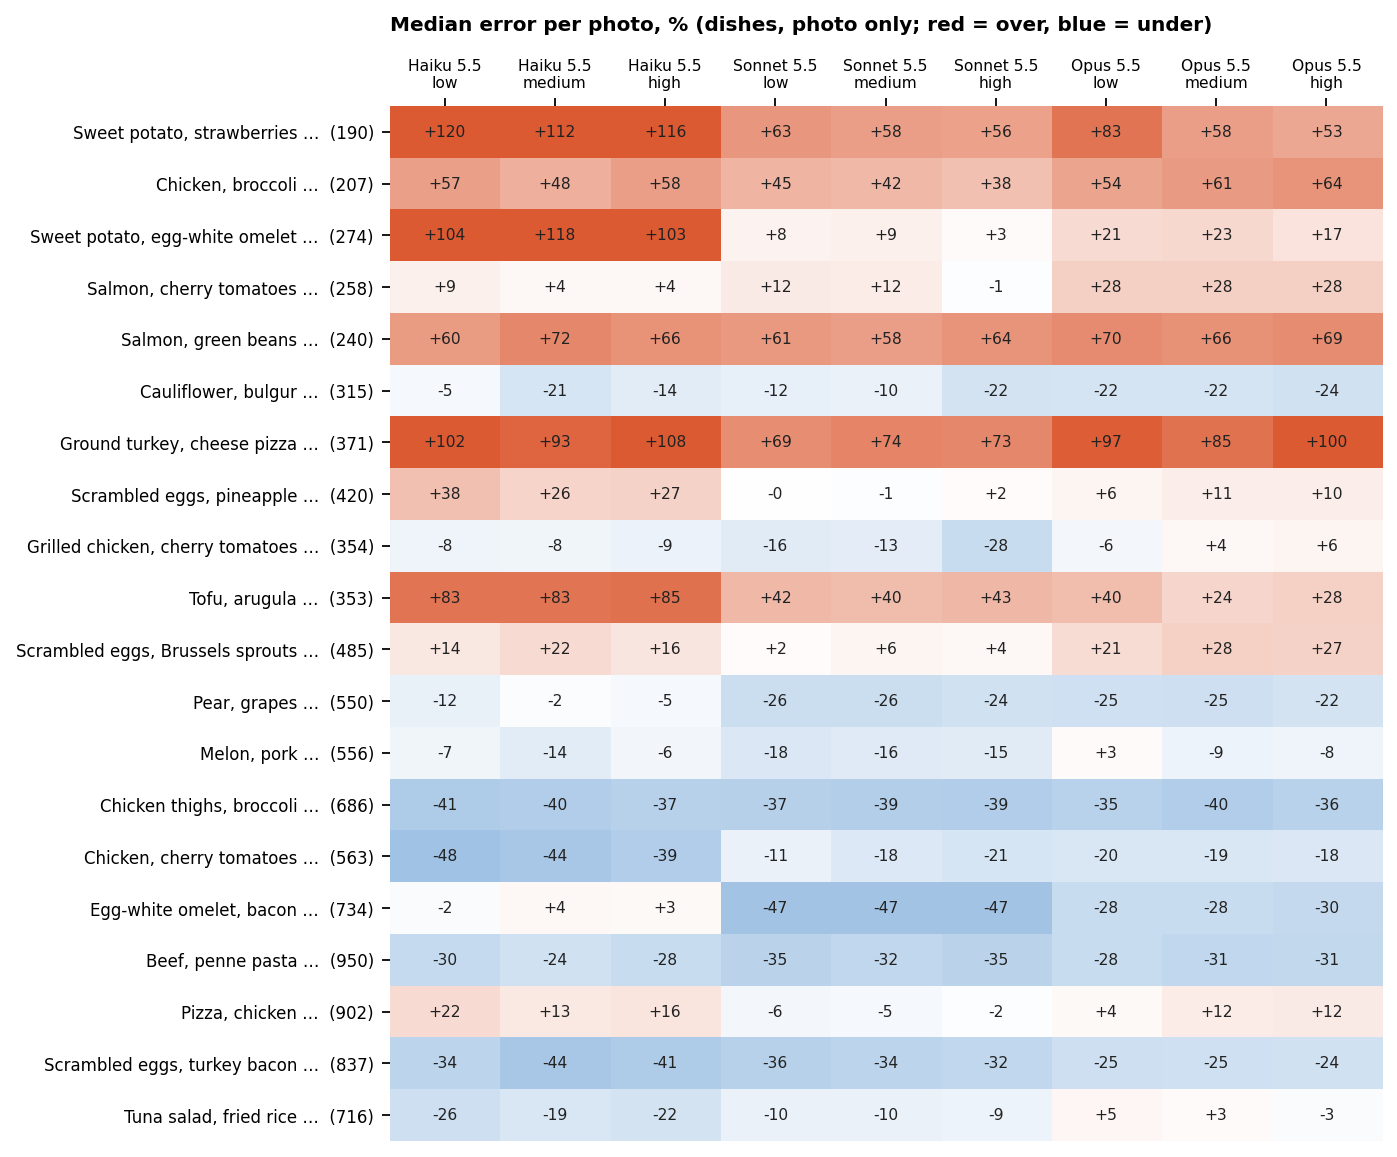 Median error per photo, % (dishes, photo only; red = over, blue = under)
Haiku 5.5 low Haiku 5.5 medium Haiku 5.5 high Sonnet 5.5 low Sonnet 5.5 medium Sonnet 5.5 high Opus 5.5 low Opus 5.5 medium Opus 5.5 high
Sweet potato, strawberries ... (190) +120 +112 +116 +63 +58 +56 +83 +58 +53
Chicken, broccoli ... (207) +57 +48 +58 +45 +42 +38 +54 +61 +64
Sweet potato, egg-white omelet ... (274) +104 +118 +103 +8 +9 +3 +21 +23 +17
Salmon, cherry tomatoes ... (258) +9 +4 +4 +12 +12 -1 +28 +28 +28
Salmon, green beans ... (240) +60 +72 +66 +61 +58 +64 +70 +66 +69
Cauliflower, bulgur ... (315) -5 -21 -14 -12 -10 -22 -22 -22 -24
Ground turkey, cheese pizza ... (371) +102 +93 +108 +69 +74 +73 +97 +85 +100
Scrambled eggs, pineapple ... (420) +38 +26 +27 -0 -1 +2 +6 +11 +10
Grilled chicken, cherry tomatoes ... (354) -8 -8 -9 -16 -13 -28 -6 +4 +6
Tofu, arugula ... (353) +83 +83 +85 +42 +40 +43 +40 +24 +28
Scrambled eggs, Brussels sprouts ... (485) +14 +22 +16 +2 +6 +4 +21 +28 +27
Pear, grapes ... (550) -12 -2 -5 -26 -26 -24 -25 -25 -22
Melon, pork ... (556) -7 -14 -6 -18 -16 -15 +3 -9 -8
Chicken thighs, broccoli ... (686) -41 -40 -37 -37 -39 -39 -35 -40 -36
Chicken, cherry tomatoes ... (563) -48 -44 -39 -11 -18 -21 -20 -19 -18
Egg-white omelet, bacon ... (734) -2 +4 +3 -47 -47 -47 -28 -28 -30
Beef, penne pasta ... (950) -30 -24 -28 -35 -32 -35 -28 -31 -31
Pizza, chicken ... (902) +22 +13 +16 -6 -5 -2 +4 +12 +12
Scrambled eggs, turkey bacon ... (837) -34 -44 -41 -36 -34 -32 -25 -25 -24
Tuna salad, fried rice ... (716) -26 -19 -22 -10 -10 -9 +5 +3 -3